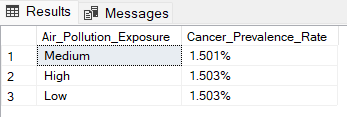 Results Messages
Air_Pollution_Exposure Cancer_Prevalence_Rate
1 Medium 1.501%
2 High 1.503%
3 Low 1.503%